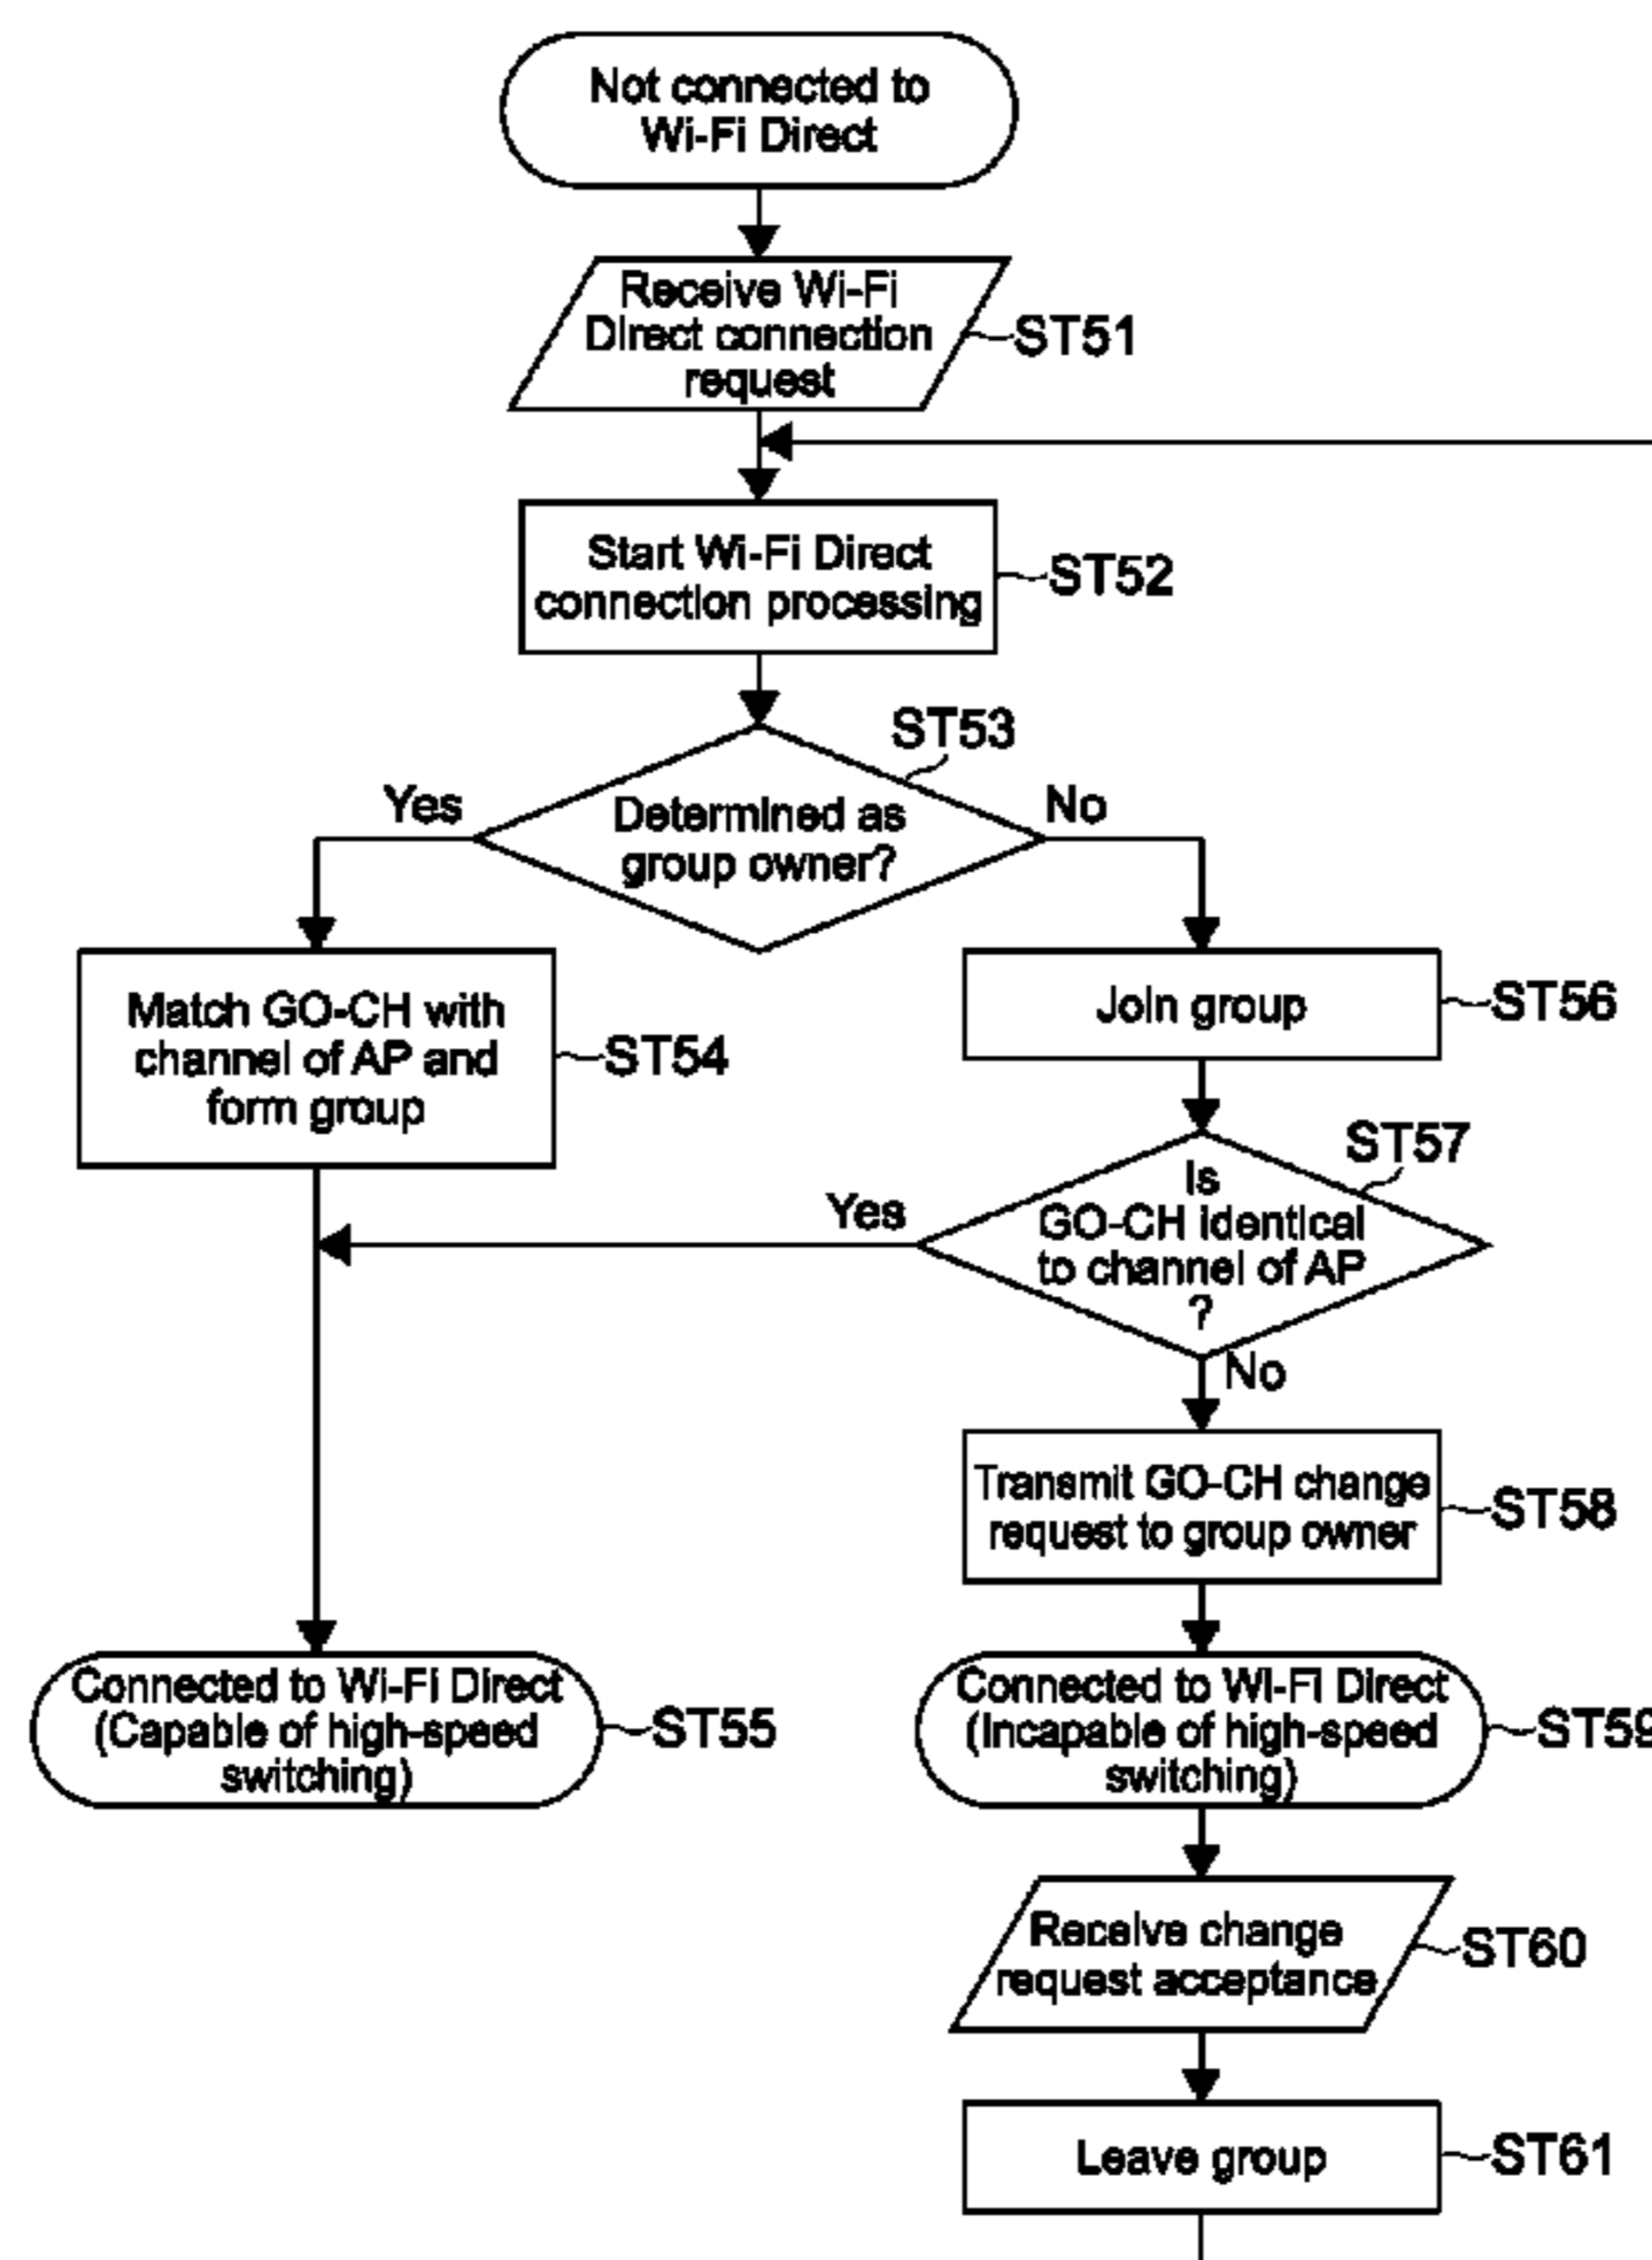 Not connected to
Wi-Fi Direct
Receive Wi-Fi
Direct connection
request
ST51
Start Wi-Fi Direct
connection processing
ST52
ST53
Yes
Determined as
group owner?
No
Match GO-CH with
channel of AP and
form group
ST54
Join group
ST56
ST57
Yes
Is
GO-CH identical
to channel of AP
?
No
Transmit GO-CH change
request to group owner
ST58
Connected to Wi-Fi Direct
(Capable of high-speed
switching)
ST55
Connected to Wi-Fi Direct
(Incapable of high-speed
switching)
ST59
Receive change
request acceptance
ST60
Leave group
ST61